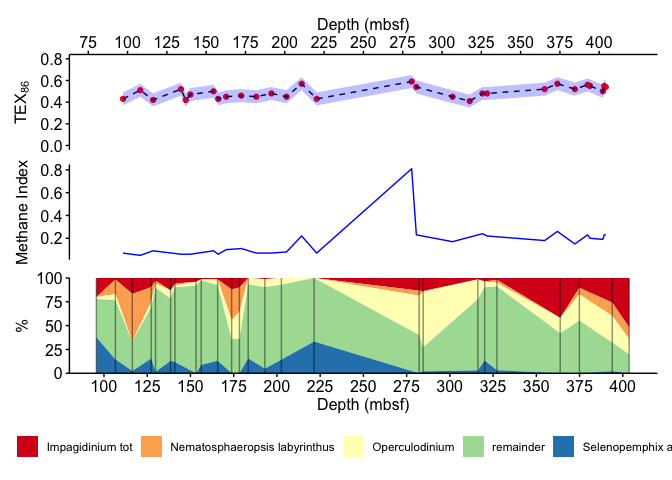 Depth (mbsf)
75 100 125 150 175 200 225 250 275 300 325 350 375 400
TEX86
0.8
0.6
0.4
0.2
0.0
Methane Index
0.8
0.6
0.4
0.2
%
100
75
50
25
0
100 125 150 175 200 225 250 275 300 325 350 375 400
Depth (mbsf)
Impagidinium tot Nematosphaeropsis labyrinthus Operculodinium remainder Selenopemphix a